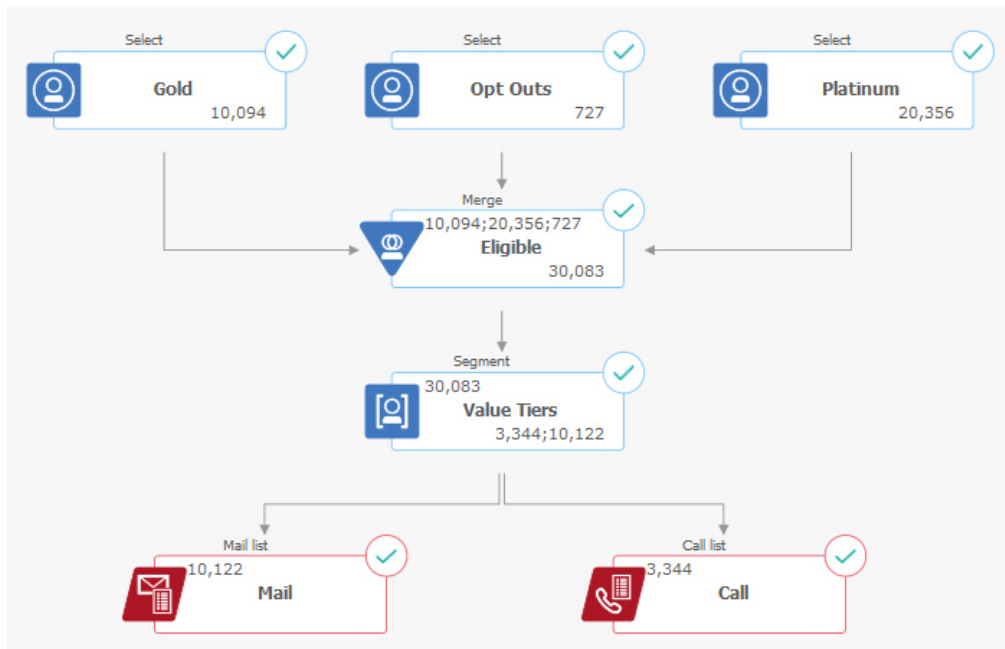 Select
Gold
10,094
Select
Opt Outs
727
Select
Platinum
20,356
Merge
10,094;20,356;727
Eligible
30,083
Segment
30,083
Value Tiers
3,344;10,122
Mail list
10,122
Mail
Call list
3,344
Call